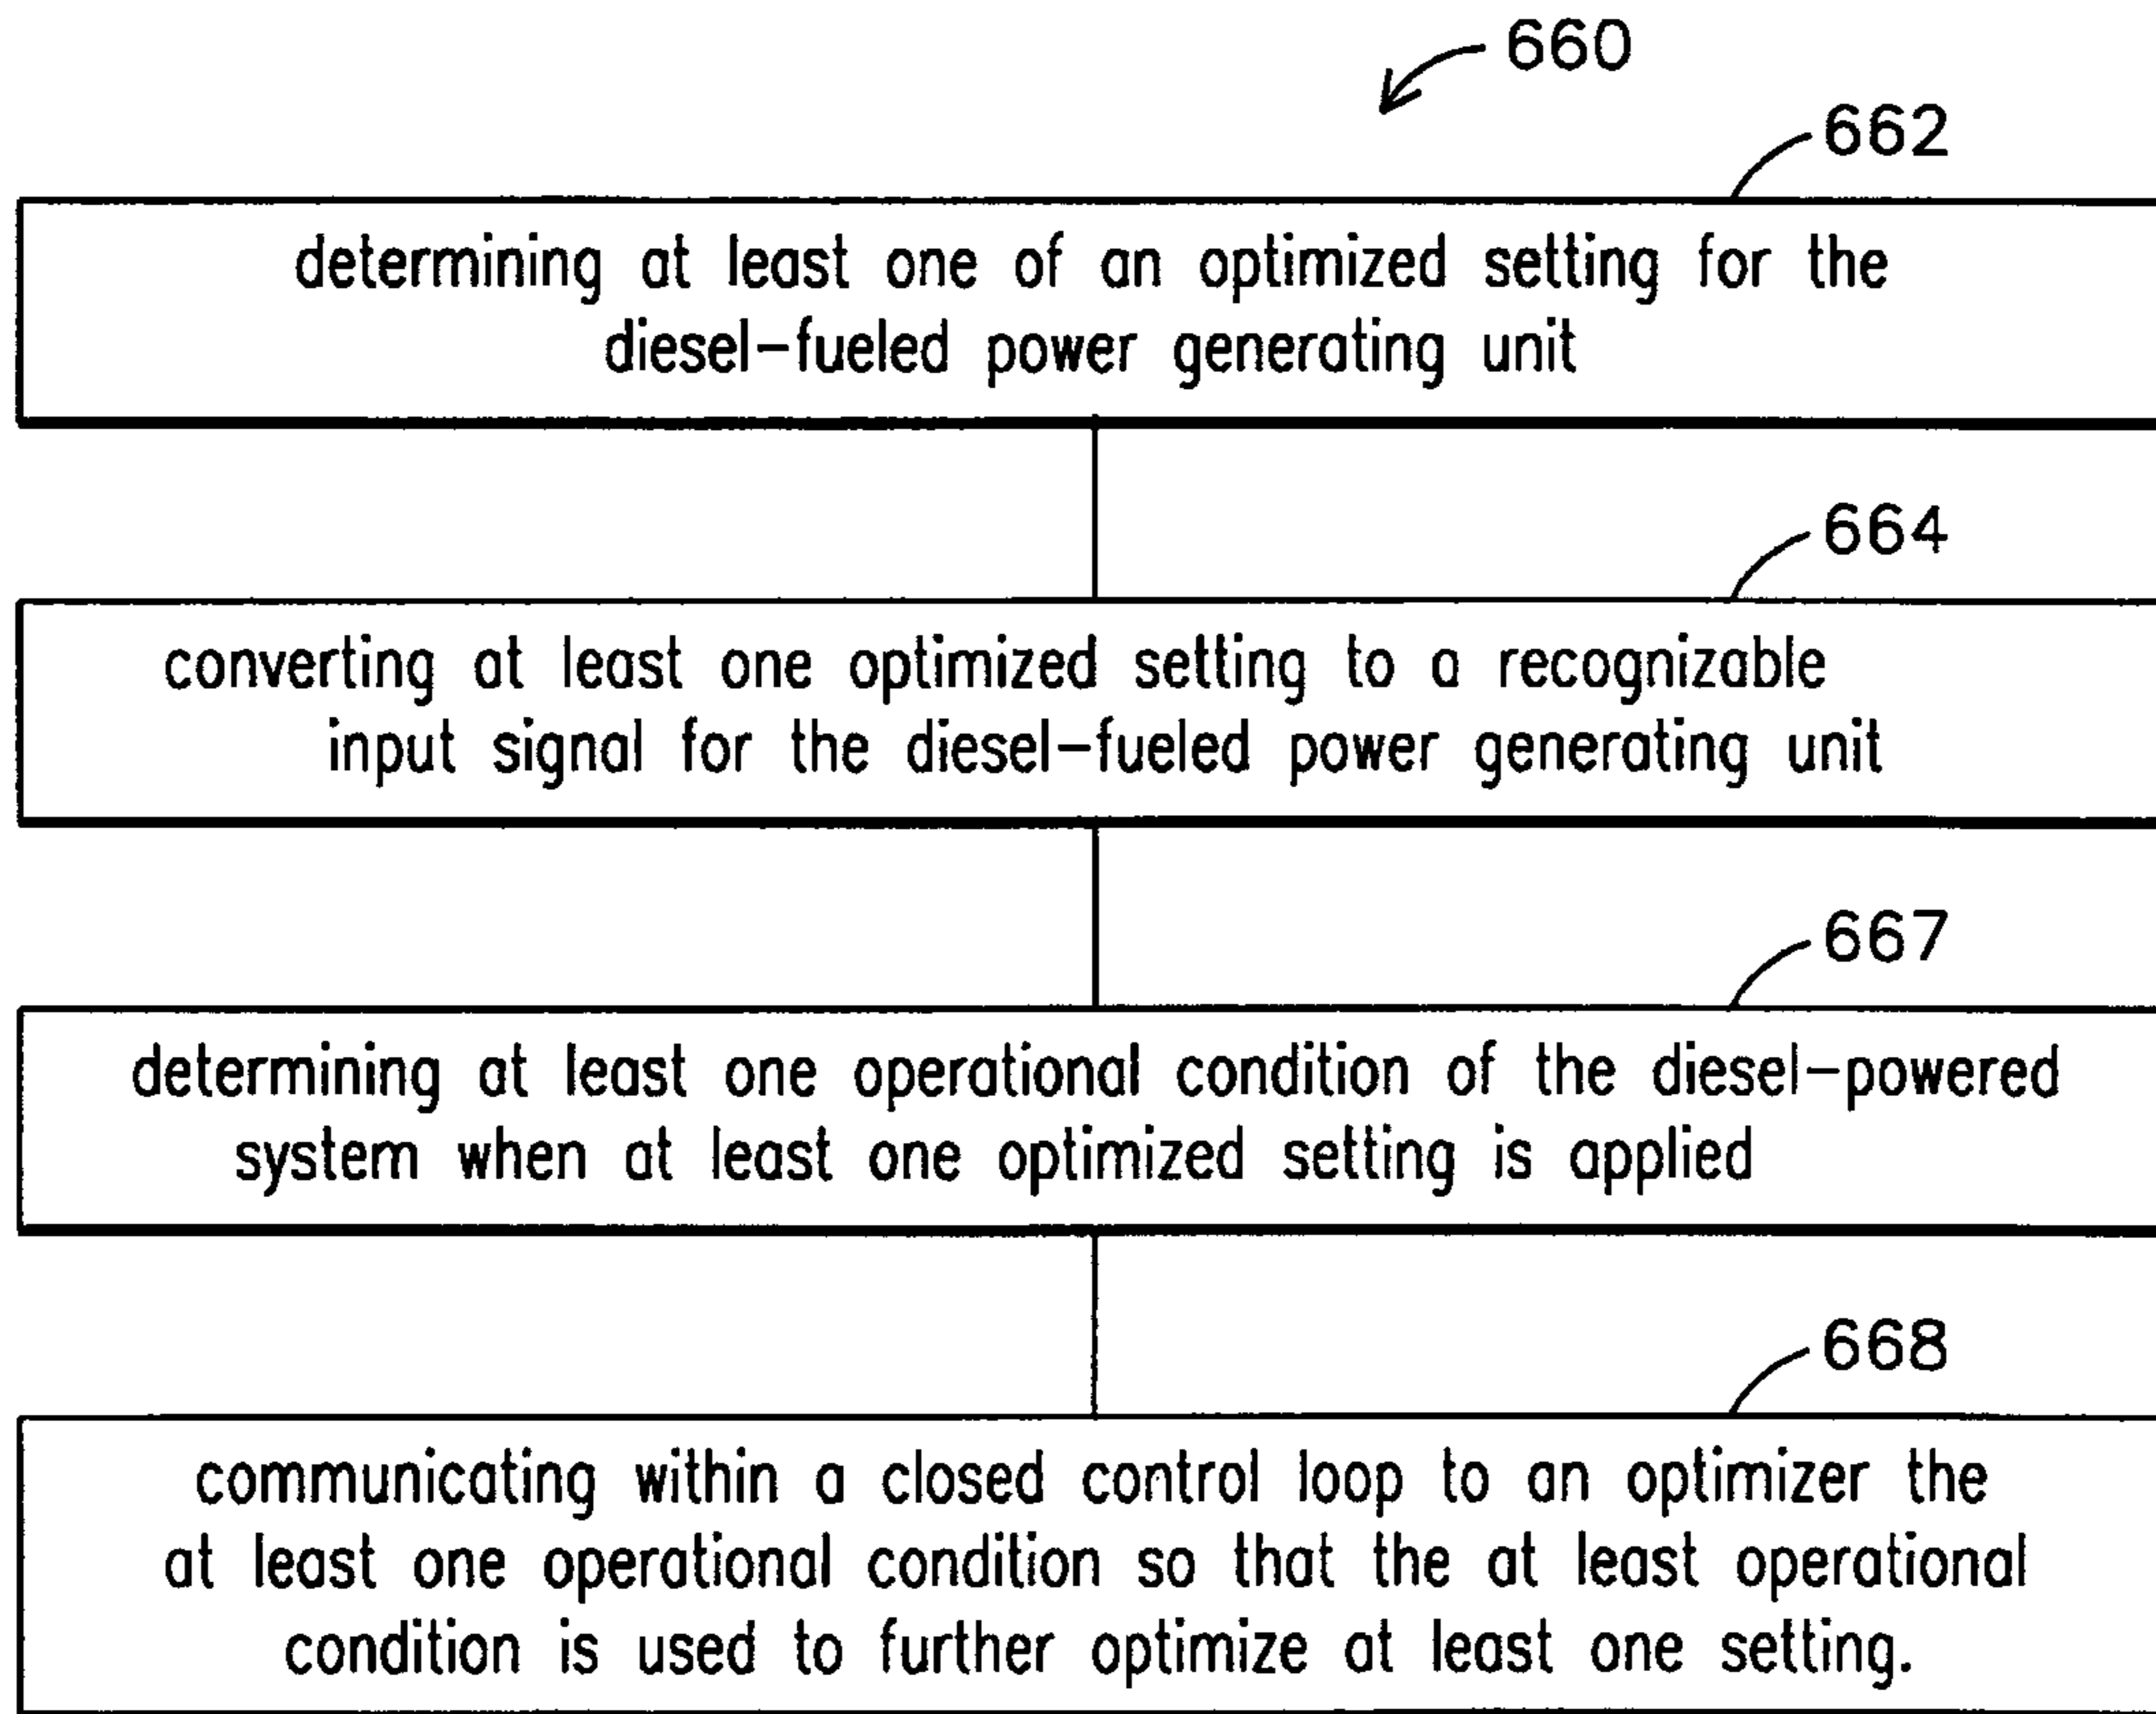 660
662
determining at least one of an optimized setting for the
diesel-fueled power generating unit
664
converting at least one optimized setting to a recognizable
input signal for the diesel-fueled power generating unit
667
determining at least one operational condition of the diesel-powered
system when at least one optimized setting is applied
668
communicating within a closed control loop to an optimizer the
at least one operational condition so that the at least operational
condition is used to further optimize at least one setting.